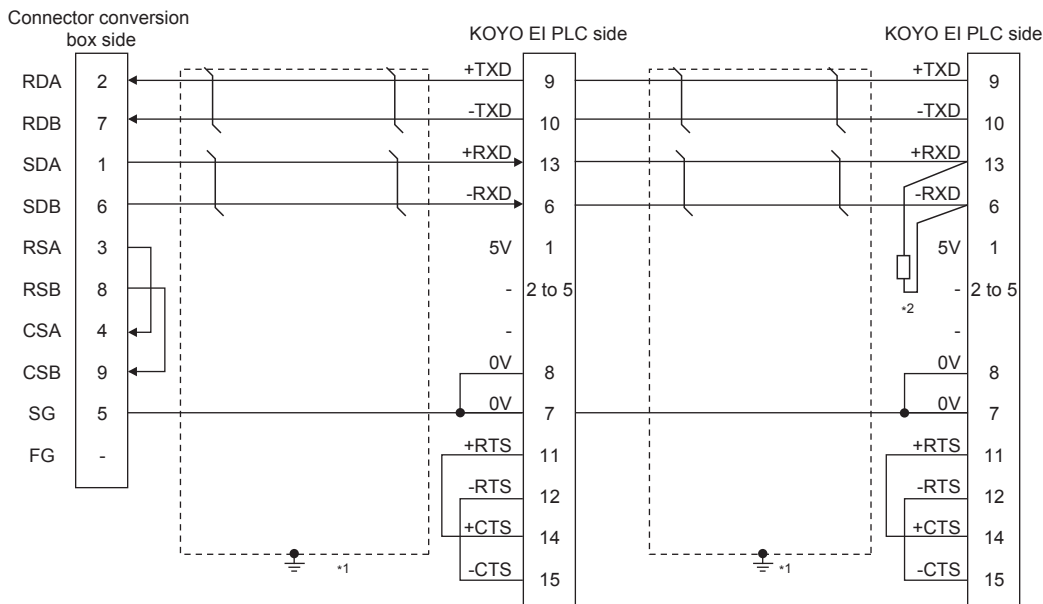 Connector conversion
box side
KOYO EI PLC side
KOYO EI PLC side
RDA 2 +TXD 9 +TXD 9
RDB 7 -TXD 10 -TXD 10
SDA 1 +RXD 13 +RXD 13
SDB 6 -RXD 6 -RXD 6
RSA 3 1 5V 1
RSB 8 - 2 to 5 - 2 to 5
*2
CSA 4 -
CSB 9 0V 8 0V 8
SG 5 0V 7 0V 7
FG - +RTS 11 +RTS 11
-RTS 12 -RTS 12
+CTS 14 +CTS 14
*1 -CTS 15 *1 -CTS 15
5V
-